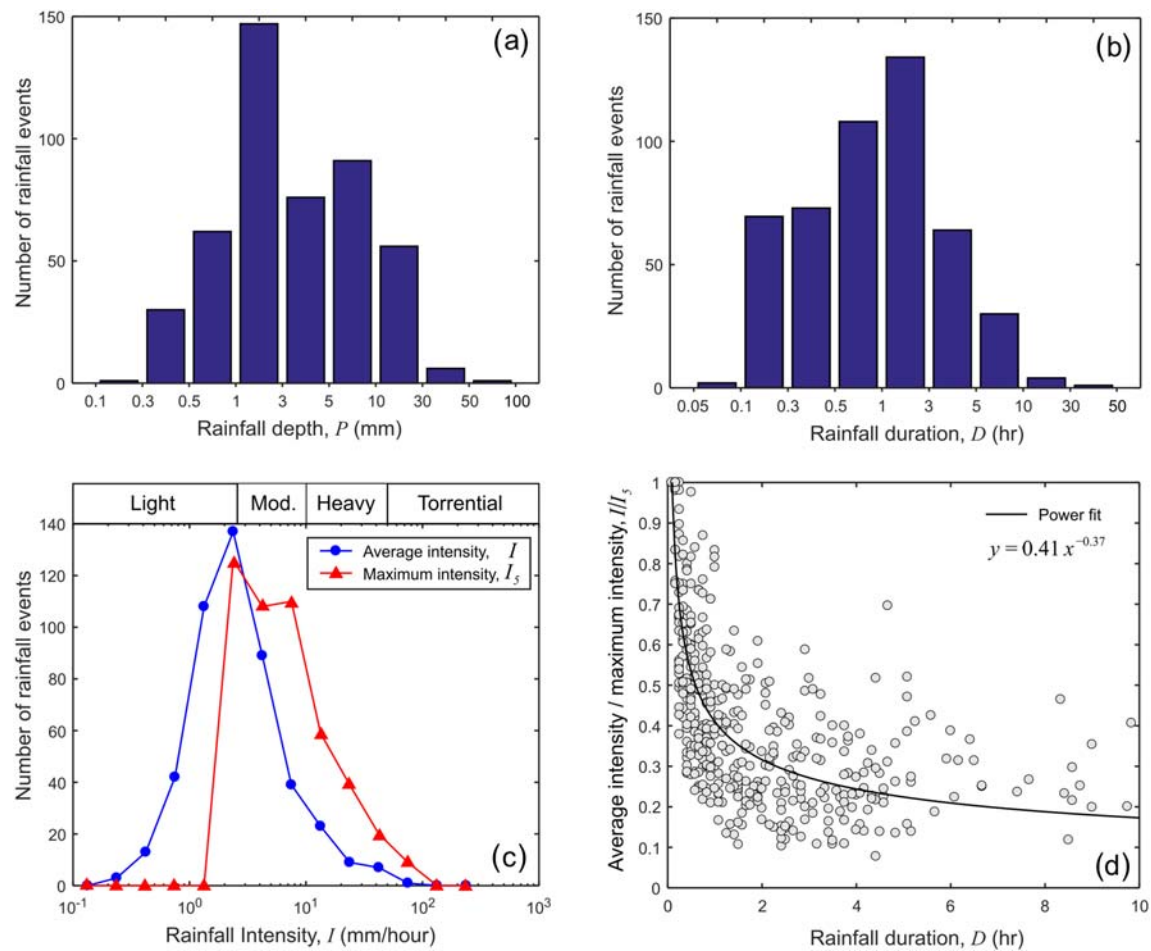 (a)
150
100
50
0
Number of rainfall events
0.1 0.3 0.5 1 3 5 10 30 50 100
Rainfall depth, P (mm)
(b)
150
100
50
0
Number of rainfall events
0.05 0.1 0.3 0.5 1 3 5 10 30 50
Rainfall duration, D (hr)
Light Mod. Heavy Torrential
140
120
100
80
60
40
20
0
Number of rainfall events
Average intensity, I
Maximum intensity, I₅
(c)
10⁻¹ 10⁰ 10¹ 10² 10³
Rainfall Intensity, I (mm/hour)
1
0.9
0.8
0.7
0.6
0.5
0.4
0.3
0.2
0.1
0
Average intensity / maximum intensity, I/I₅
Power fit
y = 0.41 x⁻⁰·³⁷
(d)
0 2 4 6 8 10
Rainfall duration, D (hr)